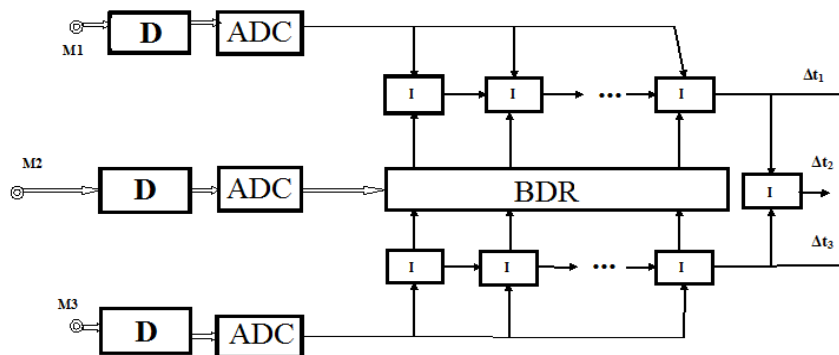 M1
D
ADC
I
I
...
I
Δt1
M2
D
ADC
BDR
I
Δt2
I
I
...
I
Δt3
M3
D
ADC